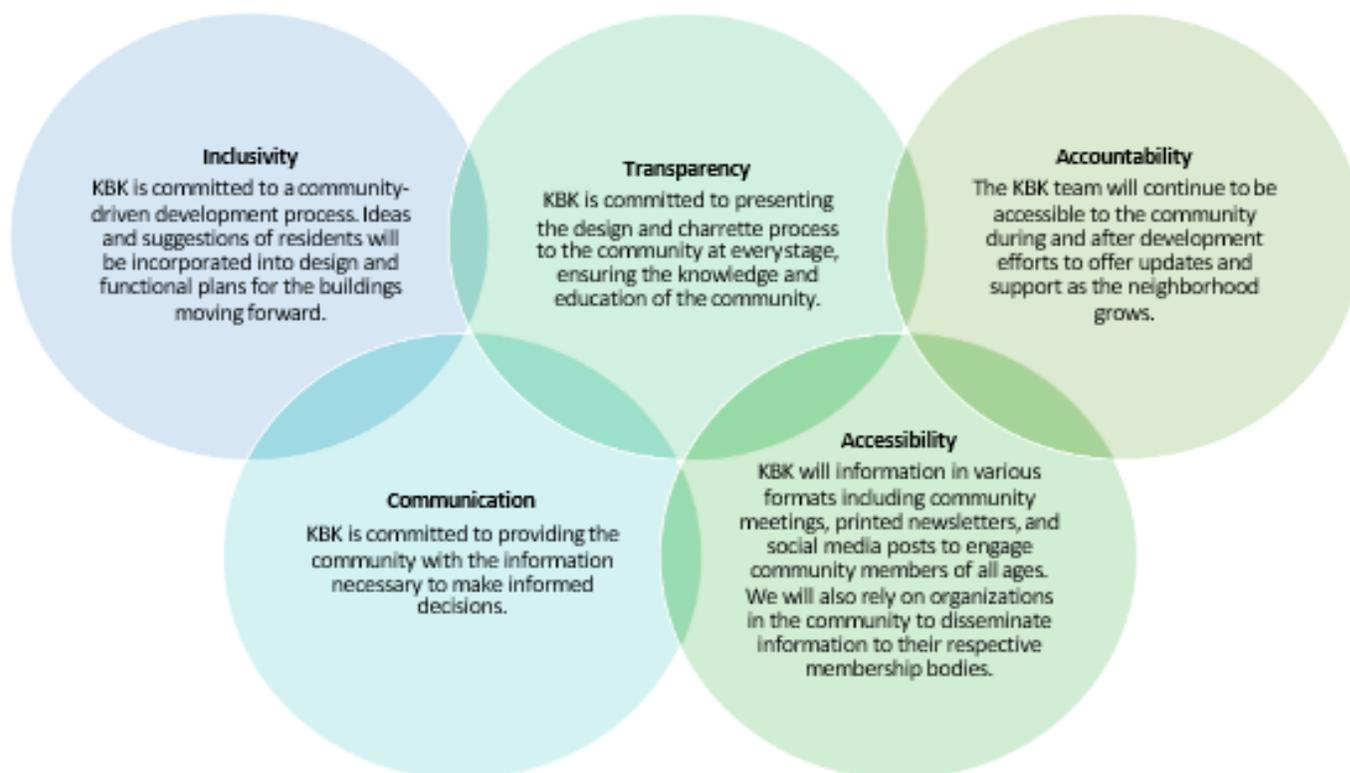 Inclusivity
KBK is committed to a community-
driven development process. Ideas
and suggestions of residents will
be incorporated into design and
functional plans for the buildings
moving forward.
Transparency
KBK is committed to presenting
the design and charrette process
to the community at every stage,
ensuring the knowledge and
education of the community.
Accountability
The KBK team will continue to be
accessible to the community
during and after development
efforts to offer updates and
support as the neighborhood
grows.
Communication
KBK is committed to providing the
community with the information
necessary to make informed
decisions.
Accessibility
KBK will information in various
formats including community
meetings, printed newsletters, and
social media posts to engage
community members of all ages.
We will also rely on organizations
in the community to disseminate
information to their respective
membership bodies.